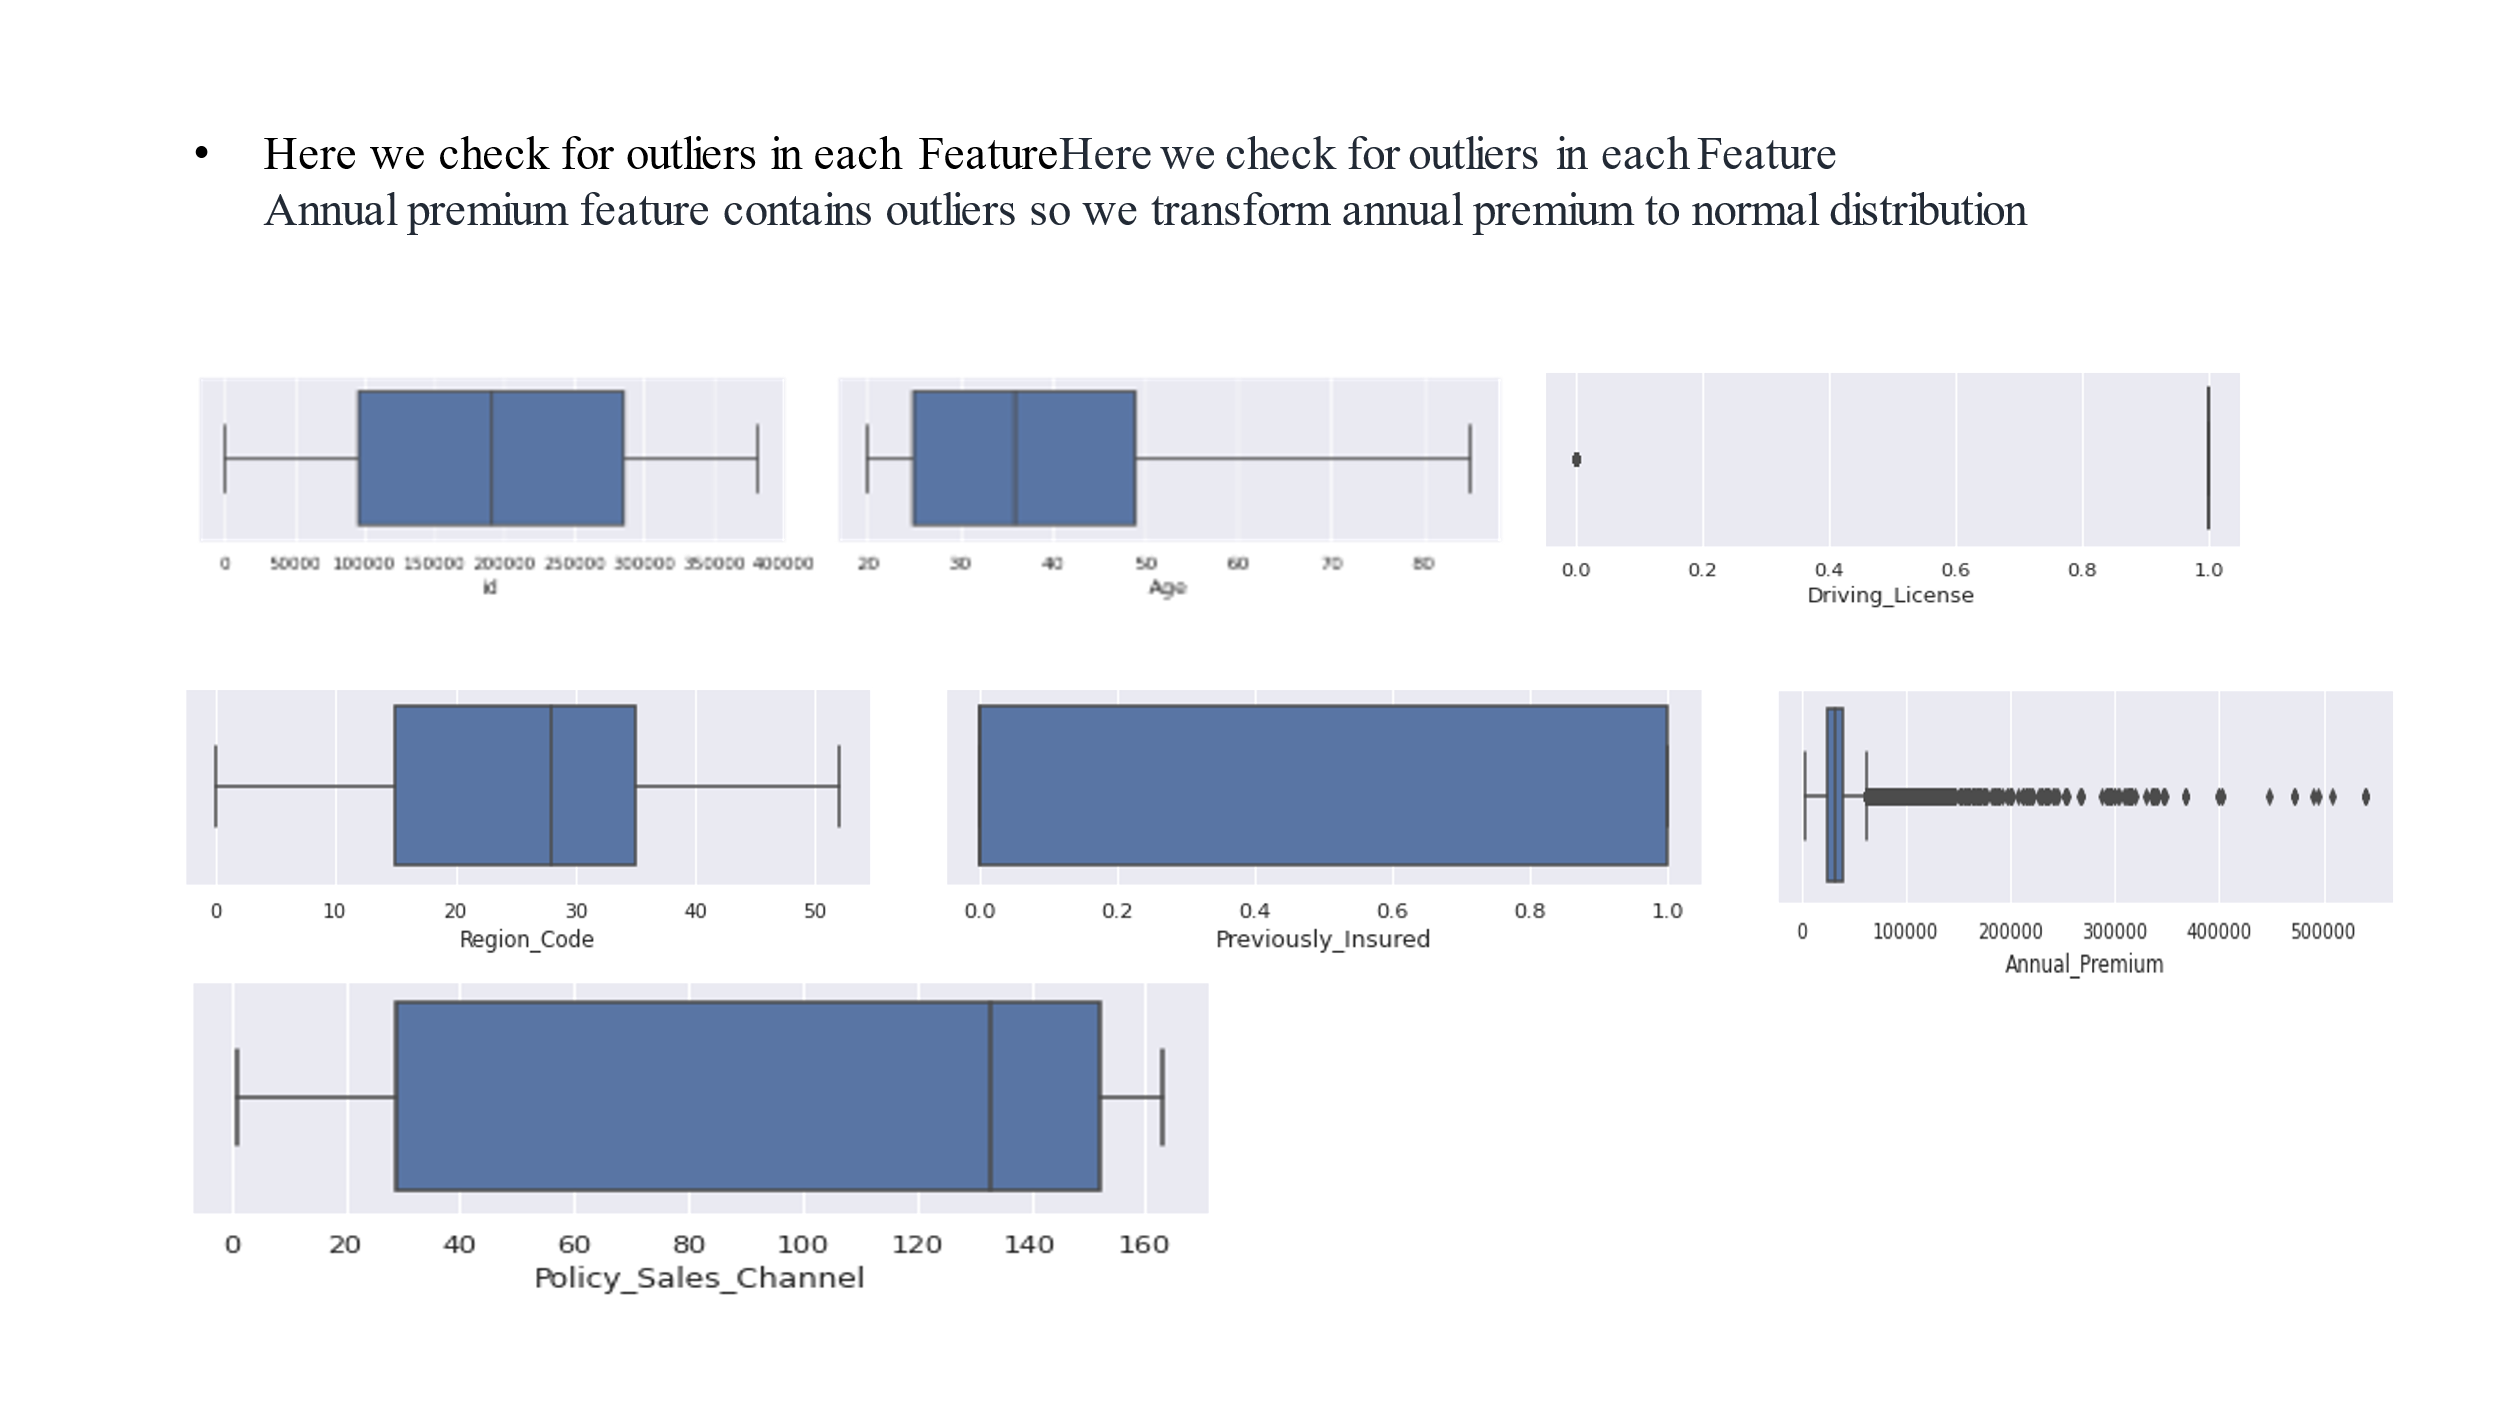 • Here we check for outliers in each FeatureHere we check for outliers in each Feature
Annual premium feature contains outliers so we transform annual premium to normal distribution
0 50000 100000 150000 200000 250000 300000 350000 400000
id
20 30 40 50 60 70 80
Age
0.0 0.2 0.4 0.6 0.8 1.0
Driving_License
0 10 20 30 40 50
Region_Code
0.0 0.2 0.4 0.6 0.8 1.0
Previously_Insured
0 100000 200000 300000 400000 500000
Annual_Premium
0 20 40 60 80 100 120 140 160
Policy_Sales_Channel